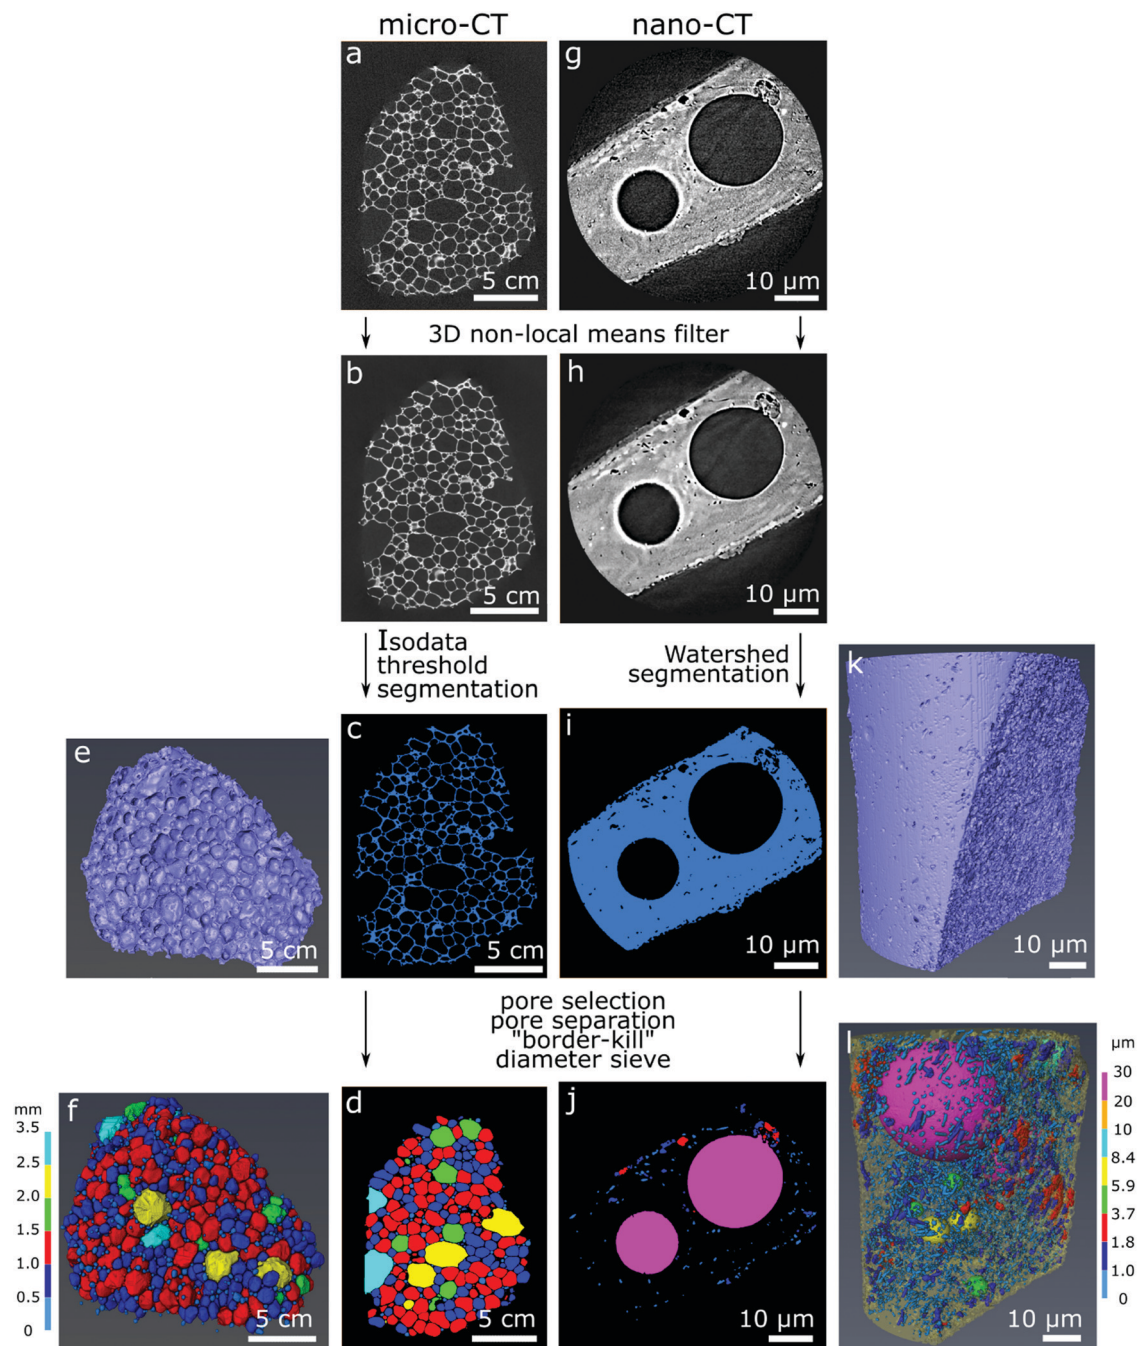 micro-CT nano-CT
a
5 cm
g
10 µm
3D non-local means filter
b
5 cm
h
10 µm
Isodata
threshold
segmentation
Watershed
segmentation
e
5 cm
c
5 cm
i
10 µm
k
10 µm
pore selection
pore separation
"border-kill"
diameter sieve
mm
3.5
2.5
2.0
1.5
1.0
0.5
0
f
5 cm
d
5 cm
j
10 µm
l
10 µm
µm
30
20
10
8.4
5.9
3.7
1.8
1.0
0